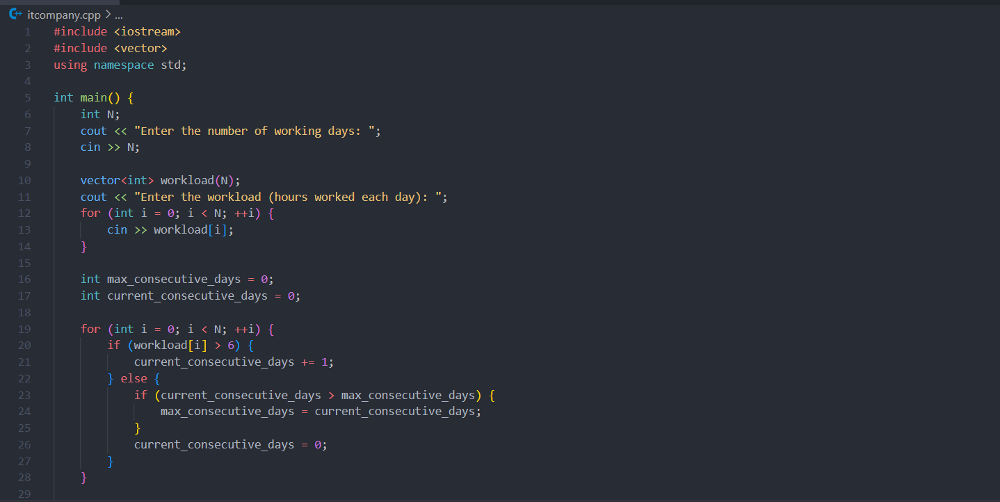 C++ itcompany.cpp > ...
1 #include <iostream>
2 #include <vector>
3 using namespace std;
4
5 int main() {
6     int N;
7     cout << "Enter the number of working days: ";
8     cin >> N;
9
10     vector<int> workload(N);
11     cout << "Enter the workload (hours worked each day): ";
12     for (int i = 0; i < N; ++i) {
13         cin >> workload[i];
14     }
15
16     int max_consecutive_days = 0;
17     int current_consecutive_days = 0;
18
19     for (int i = 0; i < N; ++i) {
20         if (workload[i] > 6) {
21             current_consecutive_days += 1;
22         } else {
23             if (current_consecutive_days > max_consecutive_days) {
24                 max_consecutive_days = current_consecutive_days;
25             }
26             current_consecutive_days = 0;
27         }
28     }
29